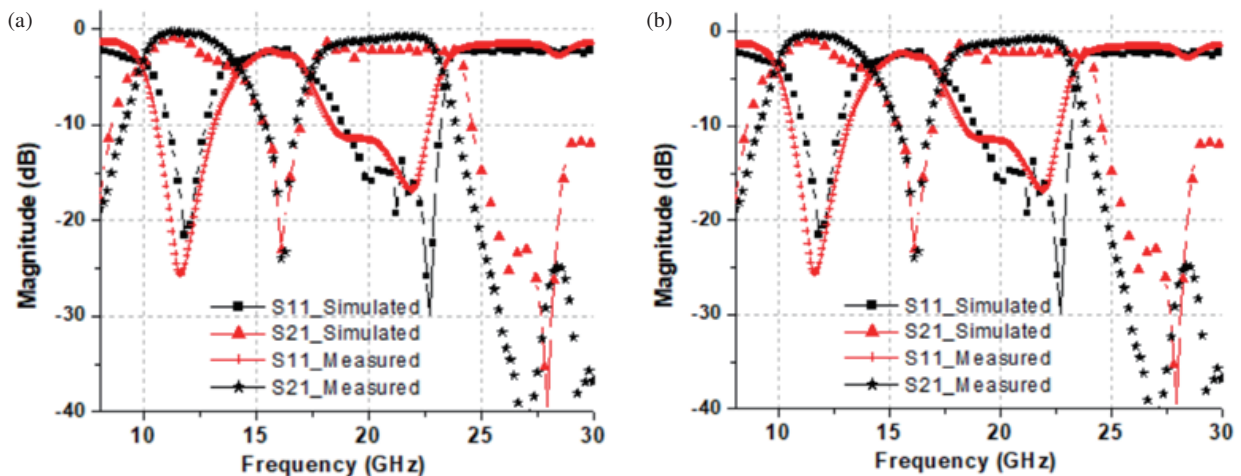 (a)
0
-10
-20
-30
-40
Magnitude (dB)
S11_Simulated
S21_Simulated
S11_Measured
S21_Measured
10 15 20 25 30
Frequency (GHz)
(b)
0
-10
-20
-30
-40
Magnitude (dB)
S11_Simulated
S21_Simulated
S11_Measured
S21_Measured
10 15 20 25 30
Frequency (GHz)